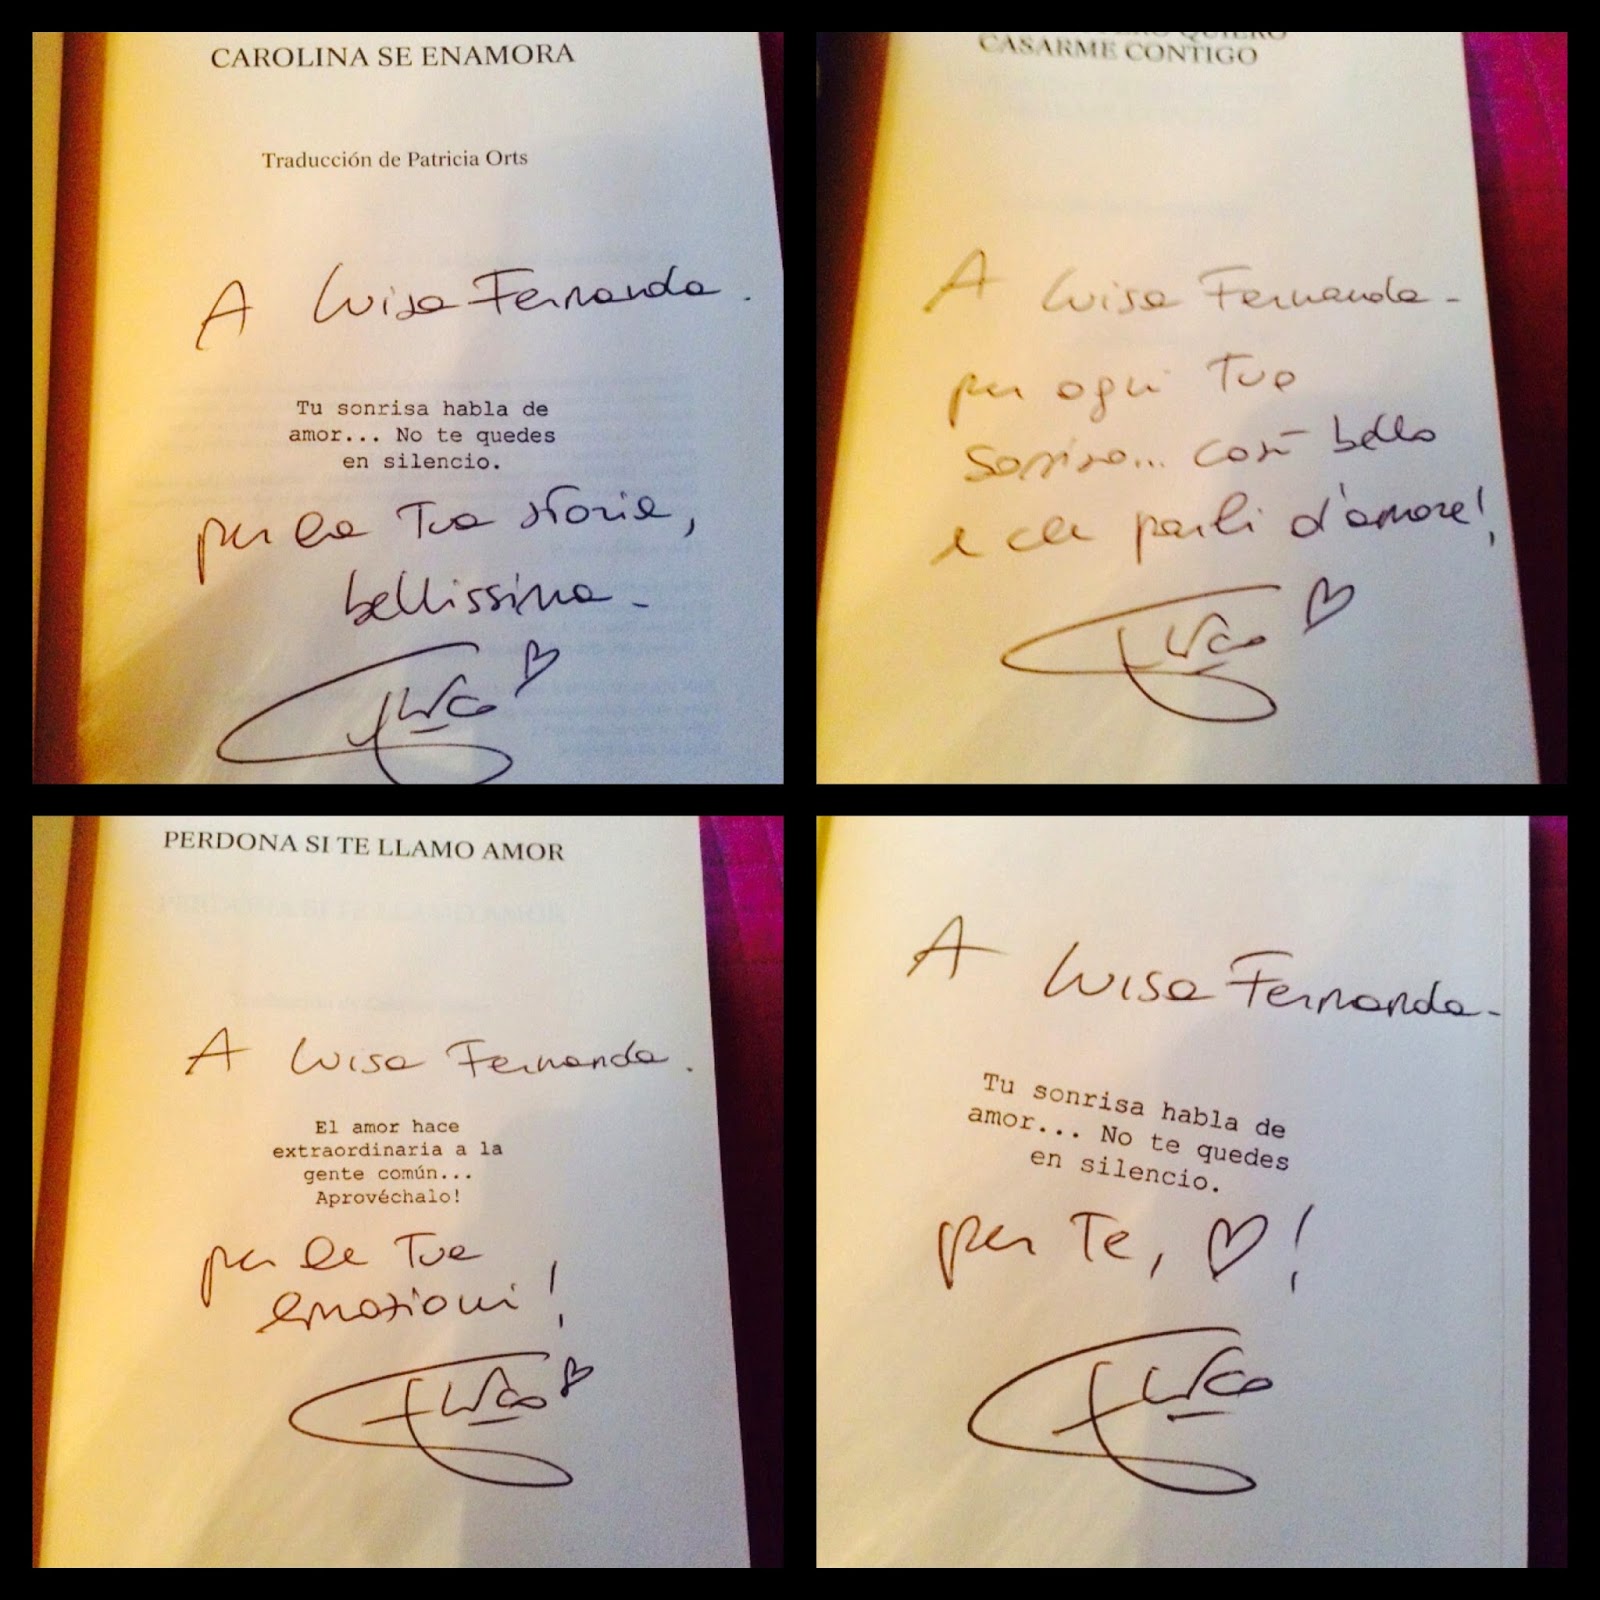 CAROLINA SE ENAMORA
Traducción de Patricia Orts
A Luisa Fernanda.
Tu sonrisa habla de
amor... No te quedes
en silencio.
per la Tua storia,
bellissima -
QUIERO
CASARME CONTIGO
A Luisa Fernanda -
per ogni Tuo
sorriso... così bello
e che parli d'amore!
PERDONA SI TE LLAMO AMOR
A Luisa Fernanda.
El amor hace
extraordinaria a la
gente común...
Aprovéchalo!
per le Tue
emozioni!
A Luisa Fernanda -
Tu sonrisa habla de
amor... No te quedes
en silencio.
per Te, ♡!